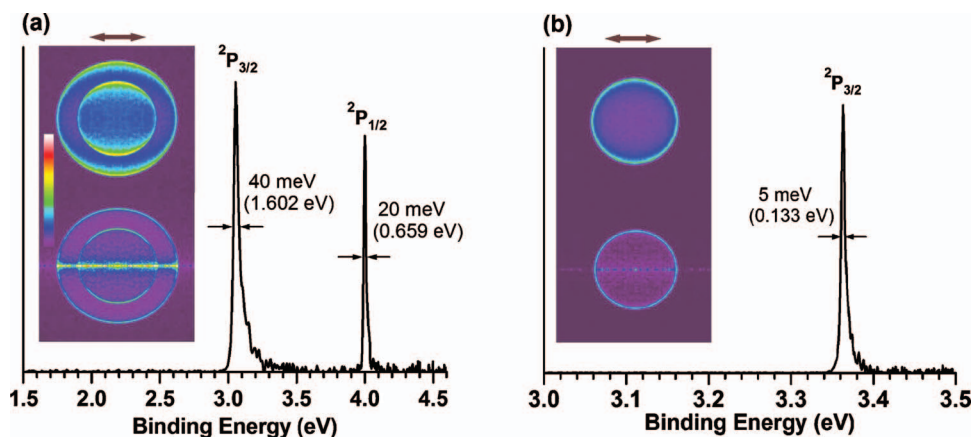 (a)
²P₃/₂
²P₁/₂
40 meV
(1.602 eV)
20 meV
(0.659 eV)
1.5 2.0 2.5 3.0 3.5 4.0 4.5
Binding Energy (eV)
(b)
²P₃/₂
5 meV
(0.133 eV)
3.0 3.1 3.2 3.3 3.4 3.5
Binding Energy (eV)